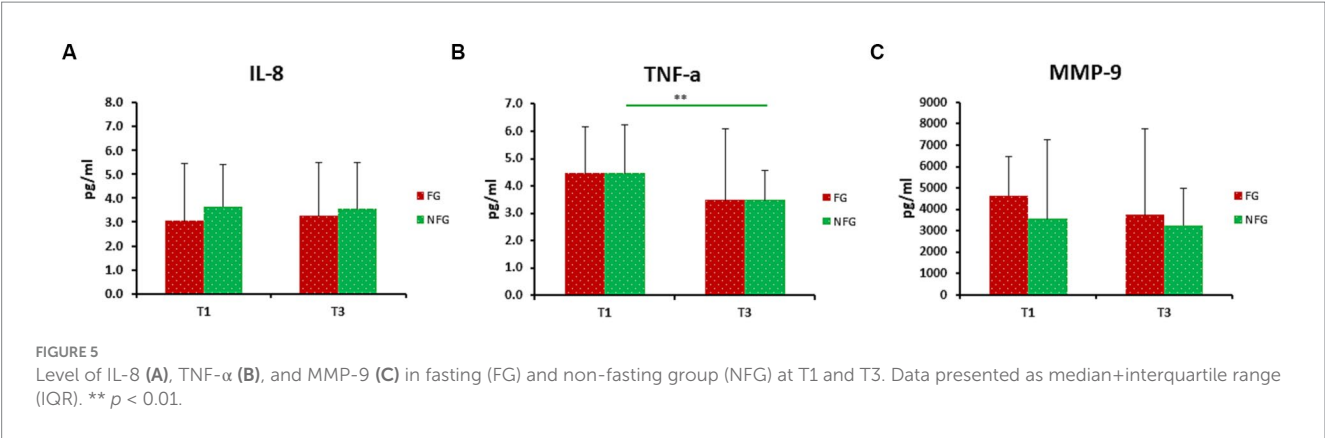 A
IL-8
8.0
7.0
6.0
5.0
4.0
3.0
2.0
1.0
0.0
pg/ml
T1
T3
FG
NFG
B
TNF-a
**
7.0
6.0
5.0
4.0
3.0
2.0
1.0
0.0
pg/ml
T1
T3
FG
NFG
C
MMP-9
9000
8000
7000
6000
5000
4000
3000
2000
1000
0
pg/ml
T1
T3
FG
NFG
FIGURE 5
Level of IL-8 (A), TNF-α (B), and MMP-9 (C) in fasting (FG) and non-fasting group (NFG) at T1 and T3. Data presented as median+interquartile range
(IQR). ** p < 0.01.